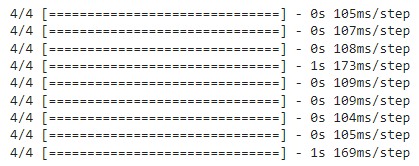 4/4 [==============================] - 0s 105ms/step
4/4 [==============================] - 0s 107ms/step
4/4 [==============================] - 0s 108ms/step
4/4 [==============================] - 1s 173ms/step
4/4 [==============================] - 0s 109ms/step
4/4 [==============================] - 0s 109ms/step
4/4 [==============================] - 0s 104ms/step
4/4 [==============================] - 0s 105ms/step
4/4 [==============================] - 1s 169ms/step